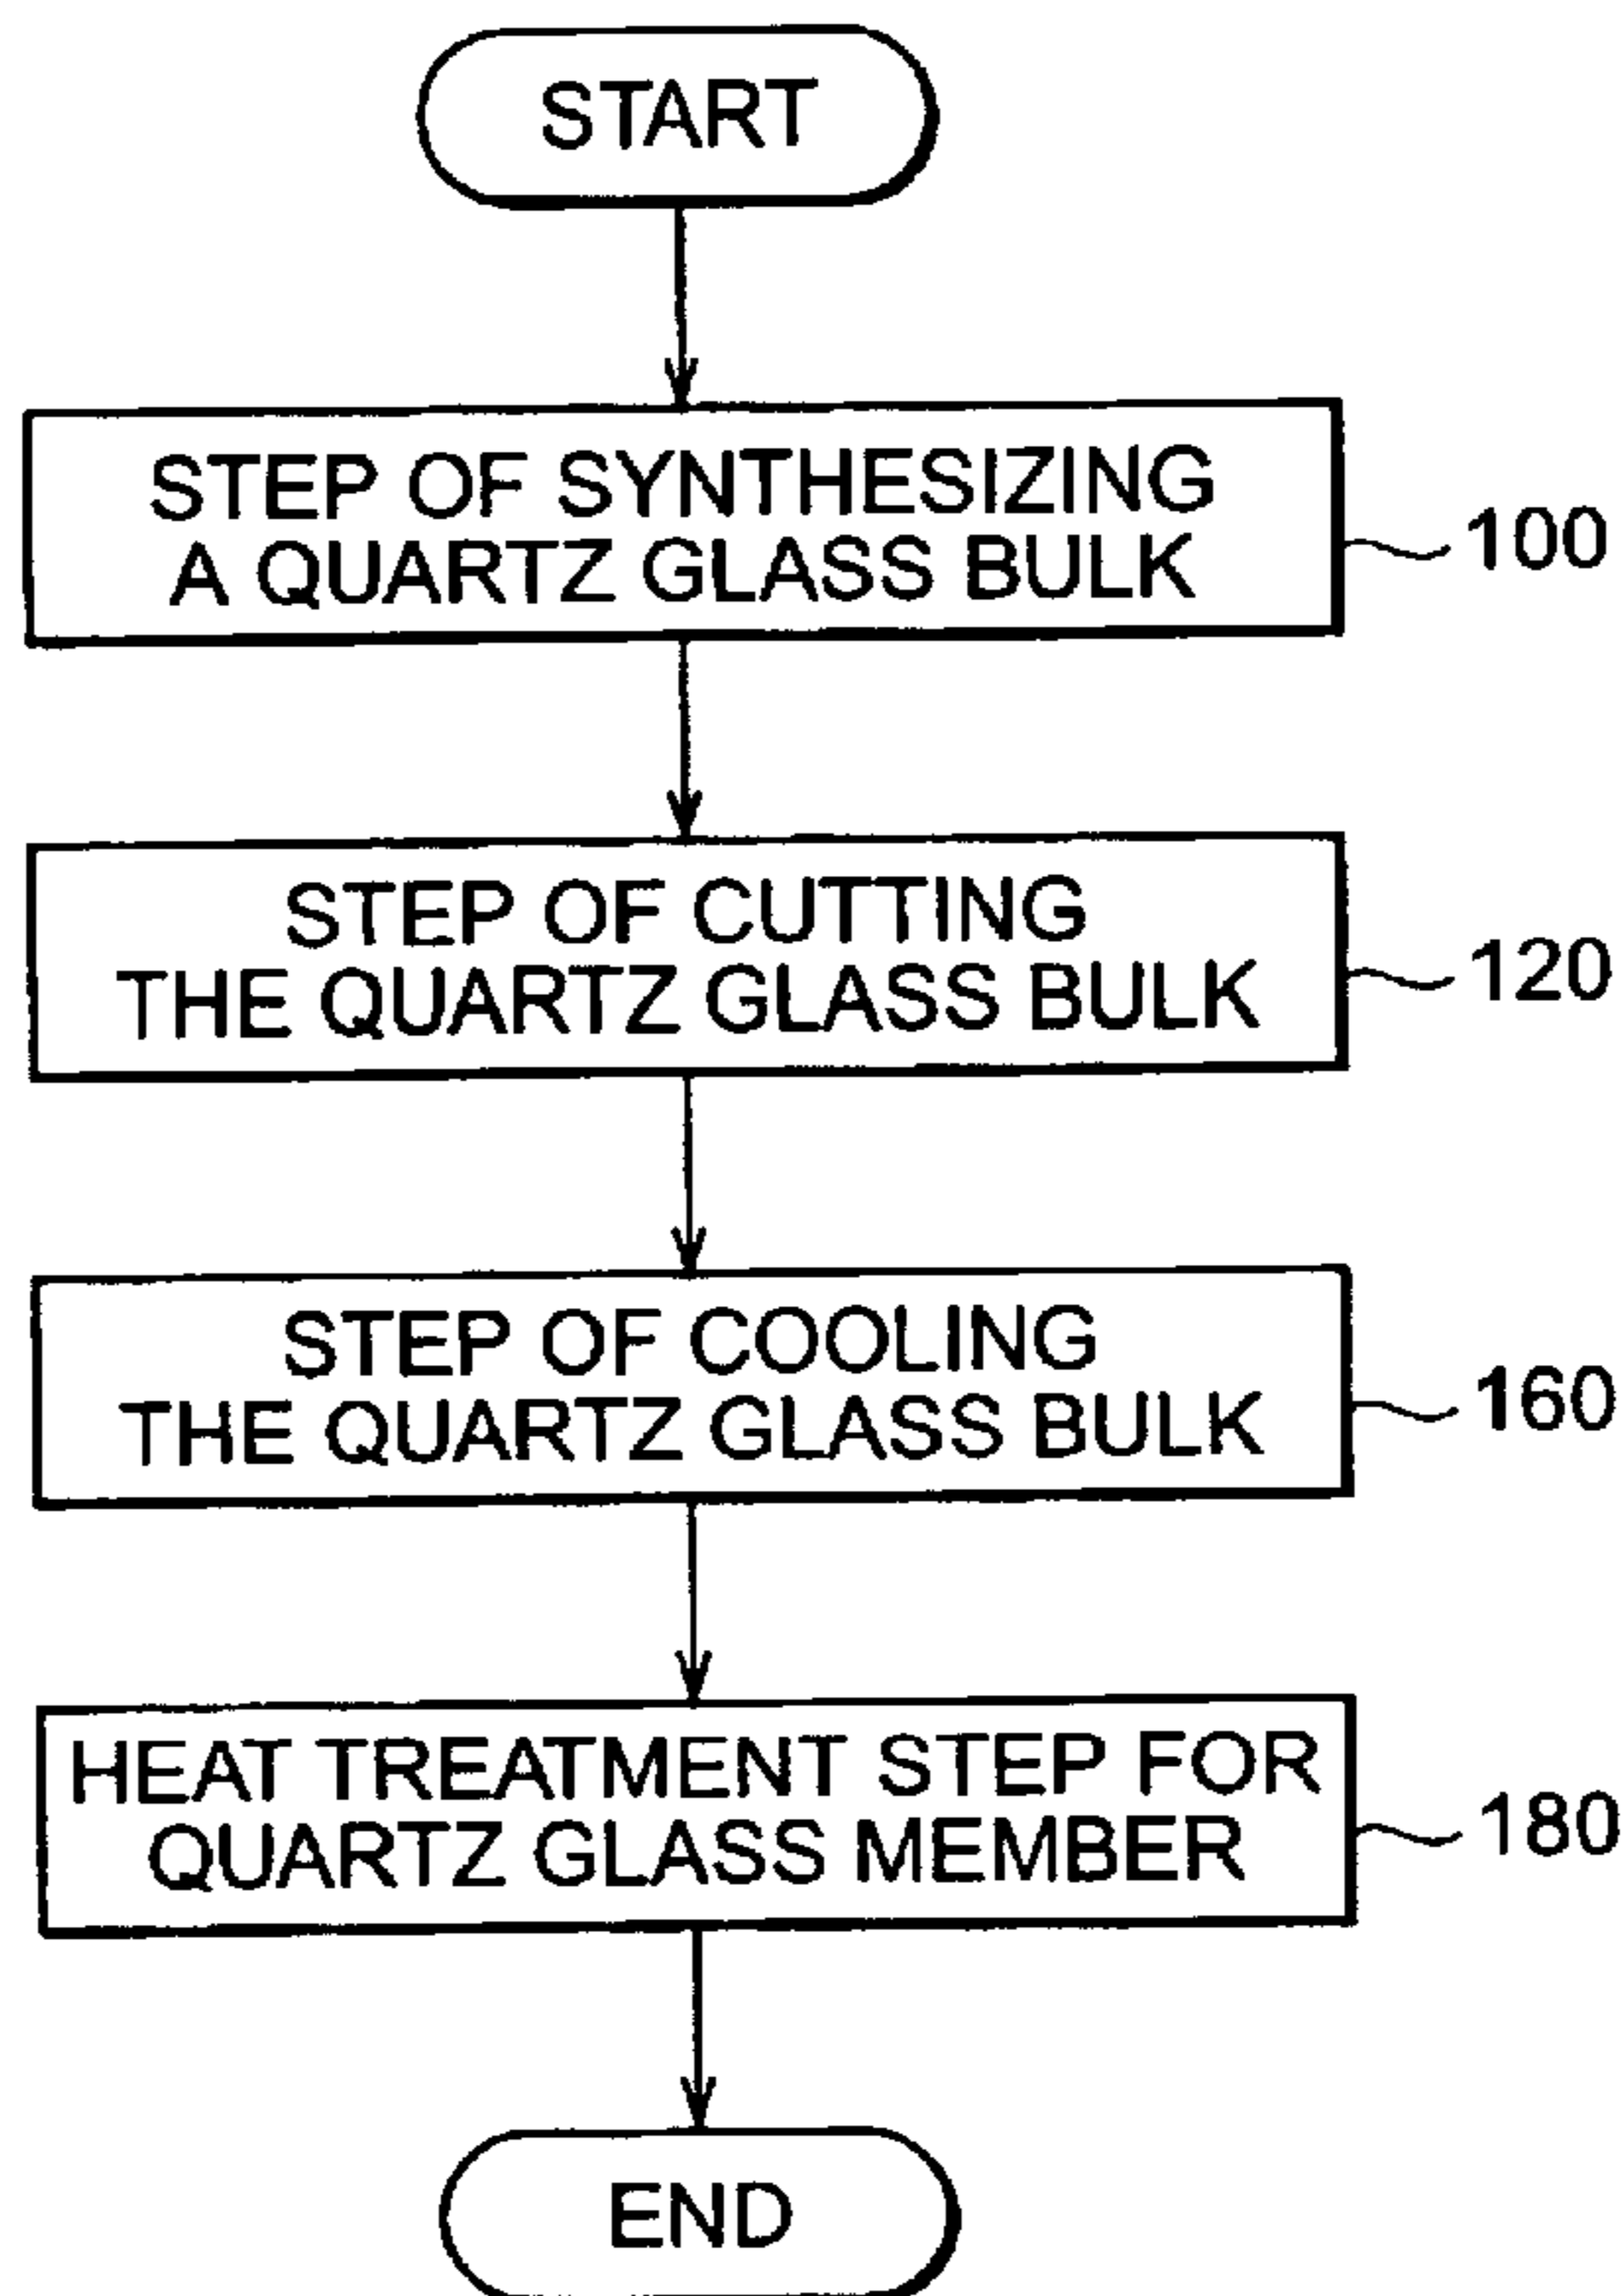 START
STEP OF SYNTHESIZING
A QUARTZ GLASS BULK
100
STEP OF CUTTING
THE QUARTZ GLASS BULK
120
STEP OF COOLING
THE QUARTZ GLASS BULK
160
HEAT TREATMENT STEP FOR
QUARTZ GLASS MEMBER
180
END